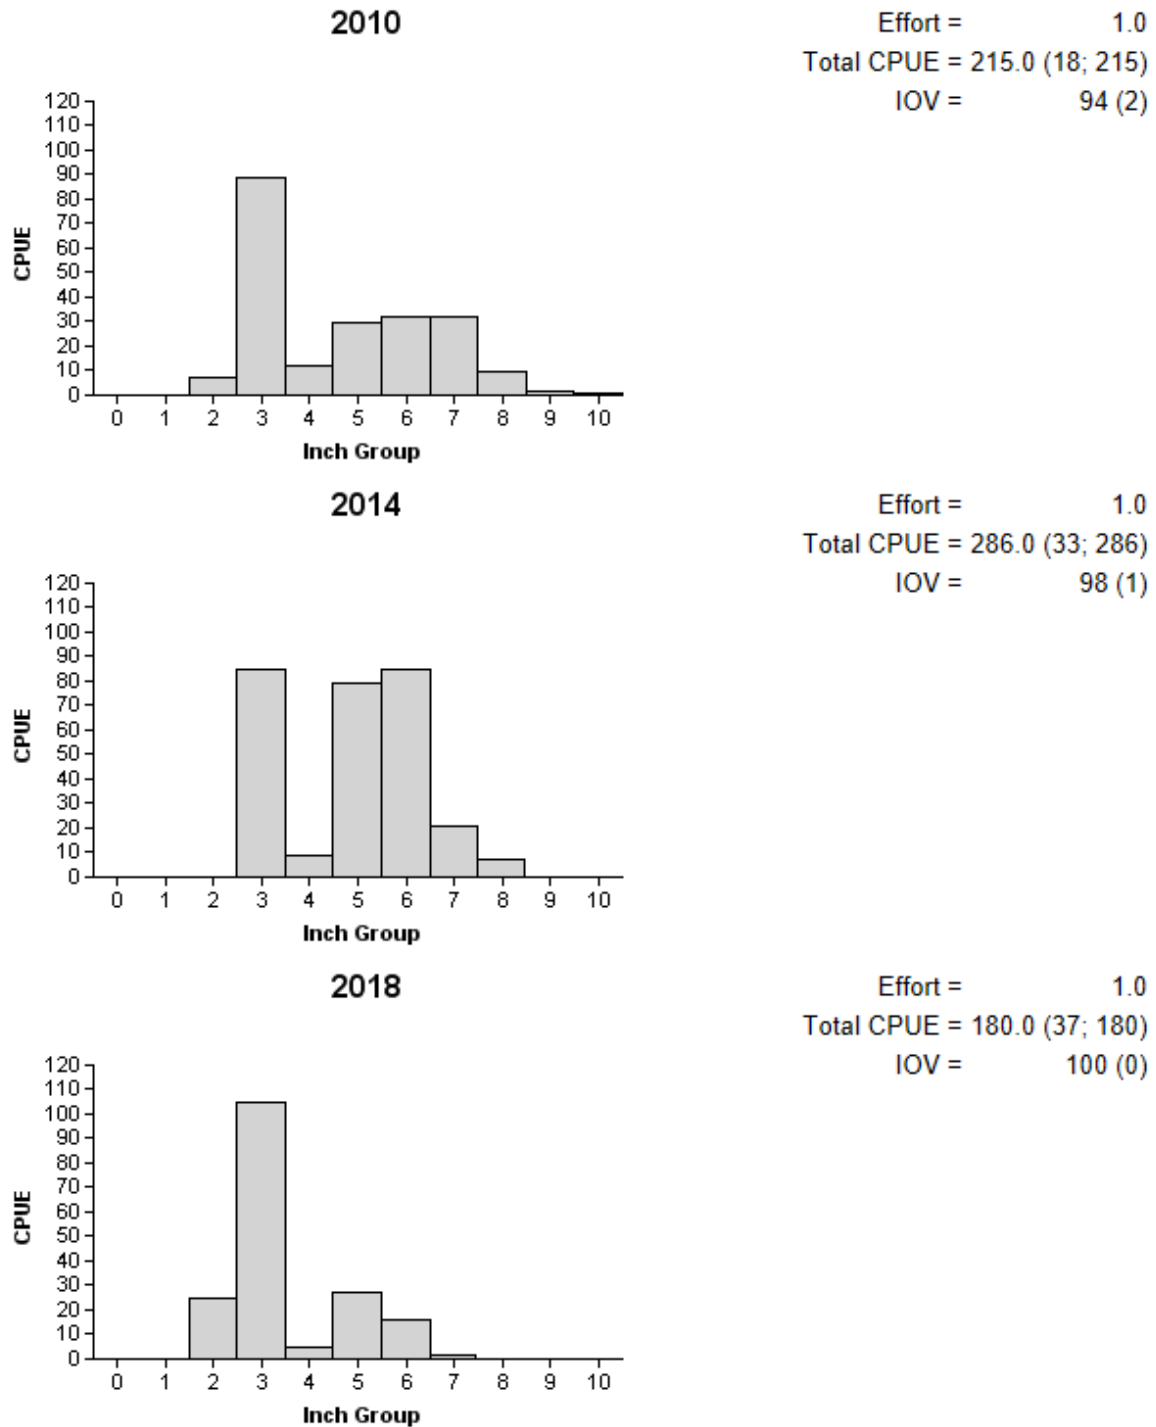 2010
Effort = 1.0
Total CPUE = 215.0 (18; 215)
IOV = 94 (2)
120
110
100
90
80
70
60
50
40
30
20
10
0
CPUE
0 1 2 3 4 5 6 7 8 9 10
Inch Group
2014
Effort = 1.0
Total CPUE = 286.0 (33; 286)
IOV = 98 (1)
120
110
100
90
80
70
60
50
40
30
20
10
0
CPUE
0 1 2 3 4 5 6 7 8 9 10
Inch Group
2018
Effort = 1.0
Total CPUE = 180.0 (37; 180)
IOV = 100 (0)
120
110
100
90
80
70
60
50
40
30
20
10
0
CPUE
0 1 2 3 4 5 6 7 8 9 10
Inch Group